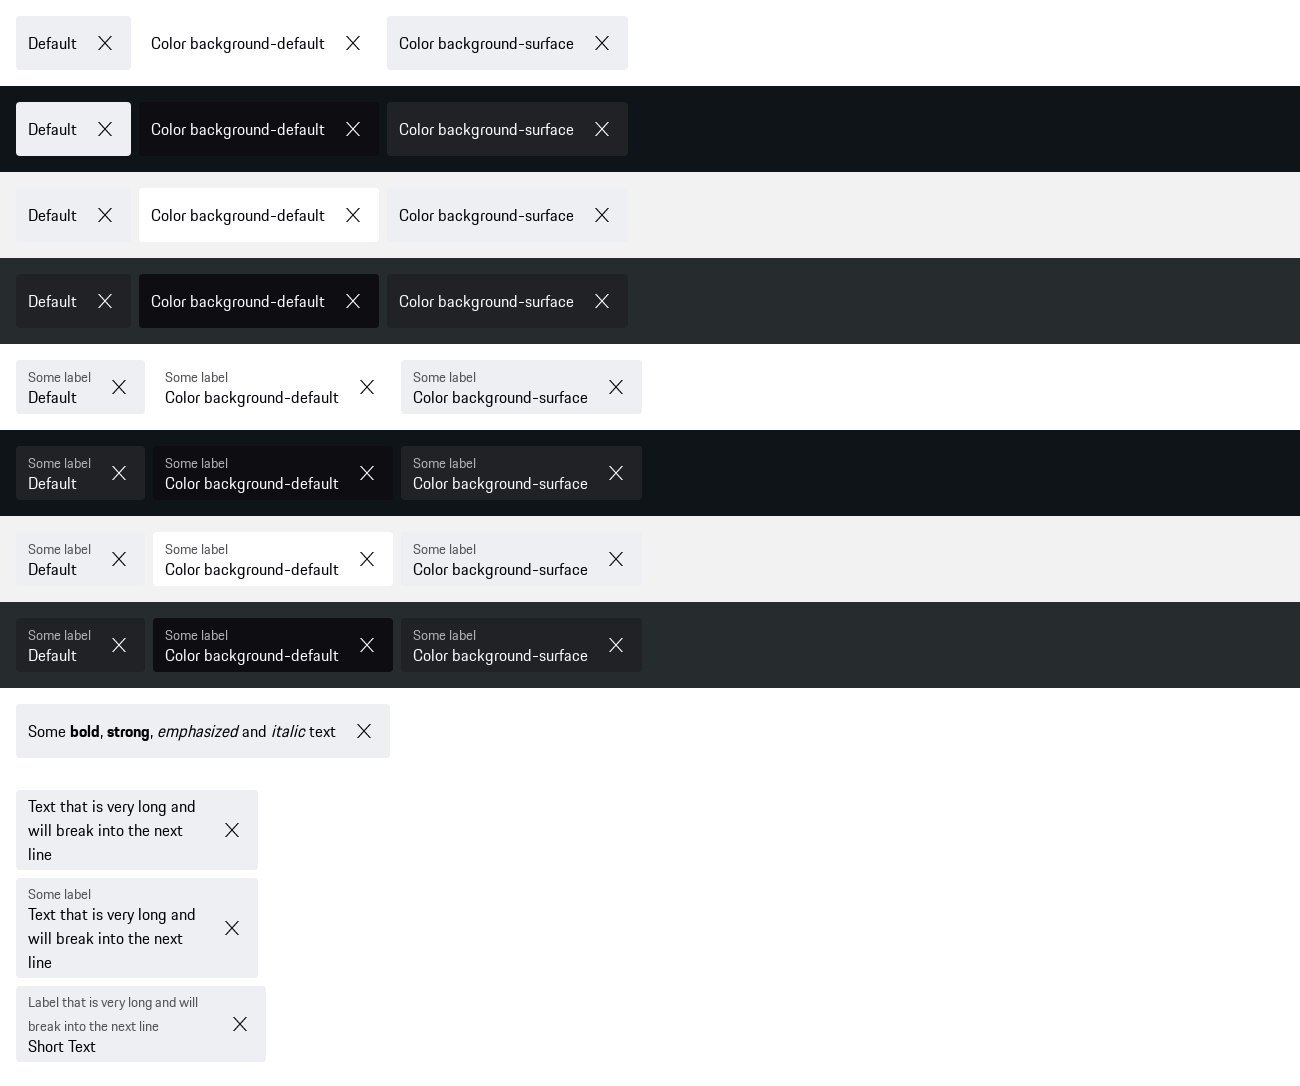 Default Color background-default Color background-surface
Default Color background-default Color background-surface
Default Color background-default Color background-surface
Default Color background-default Color background-surface
Some label Some label Some label
Default Color background-default Color background-surface
Some label Some label Some label
Default Color background-default Color background-surface
Some label Some label Some label
Default Color background-default Color background-surface
Some label Some label Some label
Default Color background-default Color background-surface
Some bold, strong, emphasized and italic text
Text that is very long and
will break into the next
line
Some label
Text that is very long and
will break into the next
line
Label that is very long and will
break into the next line
Short Text